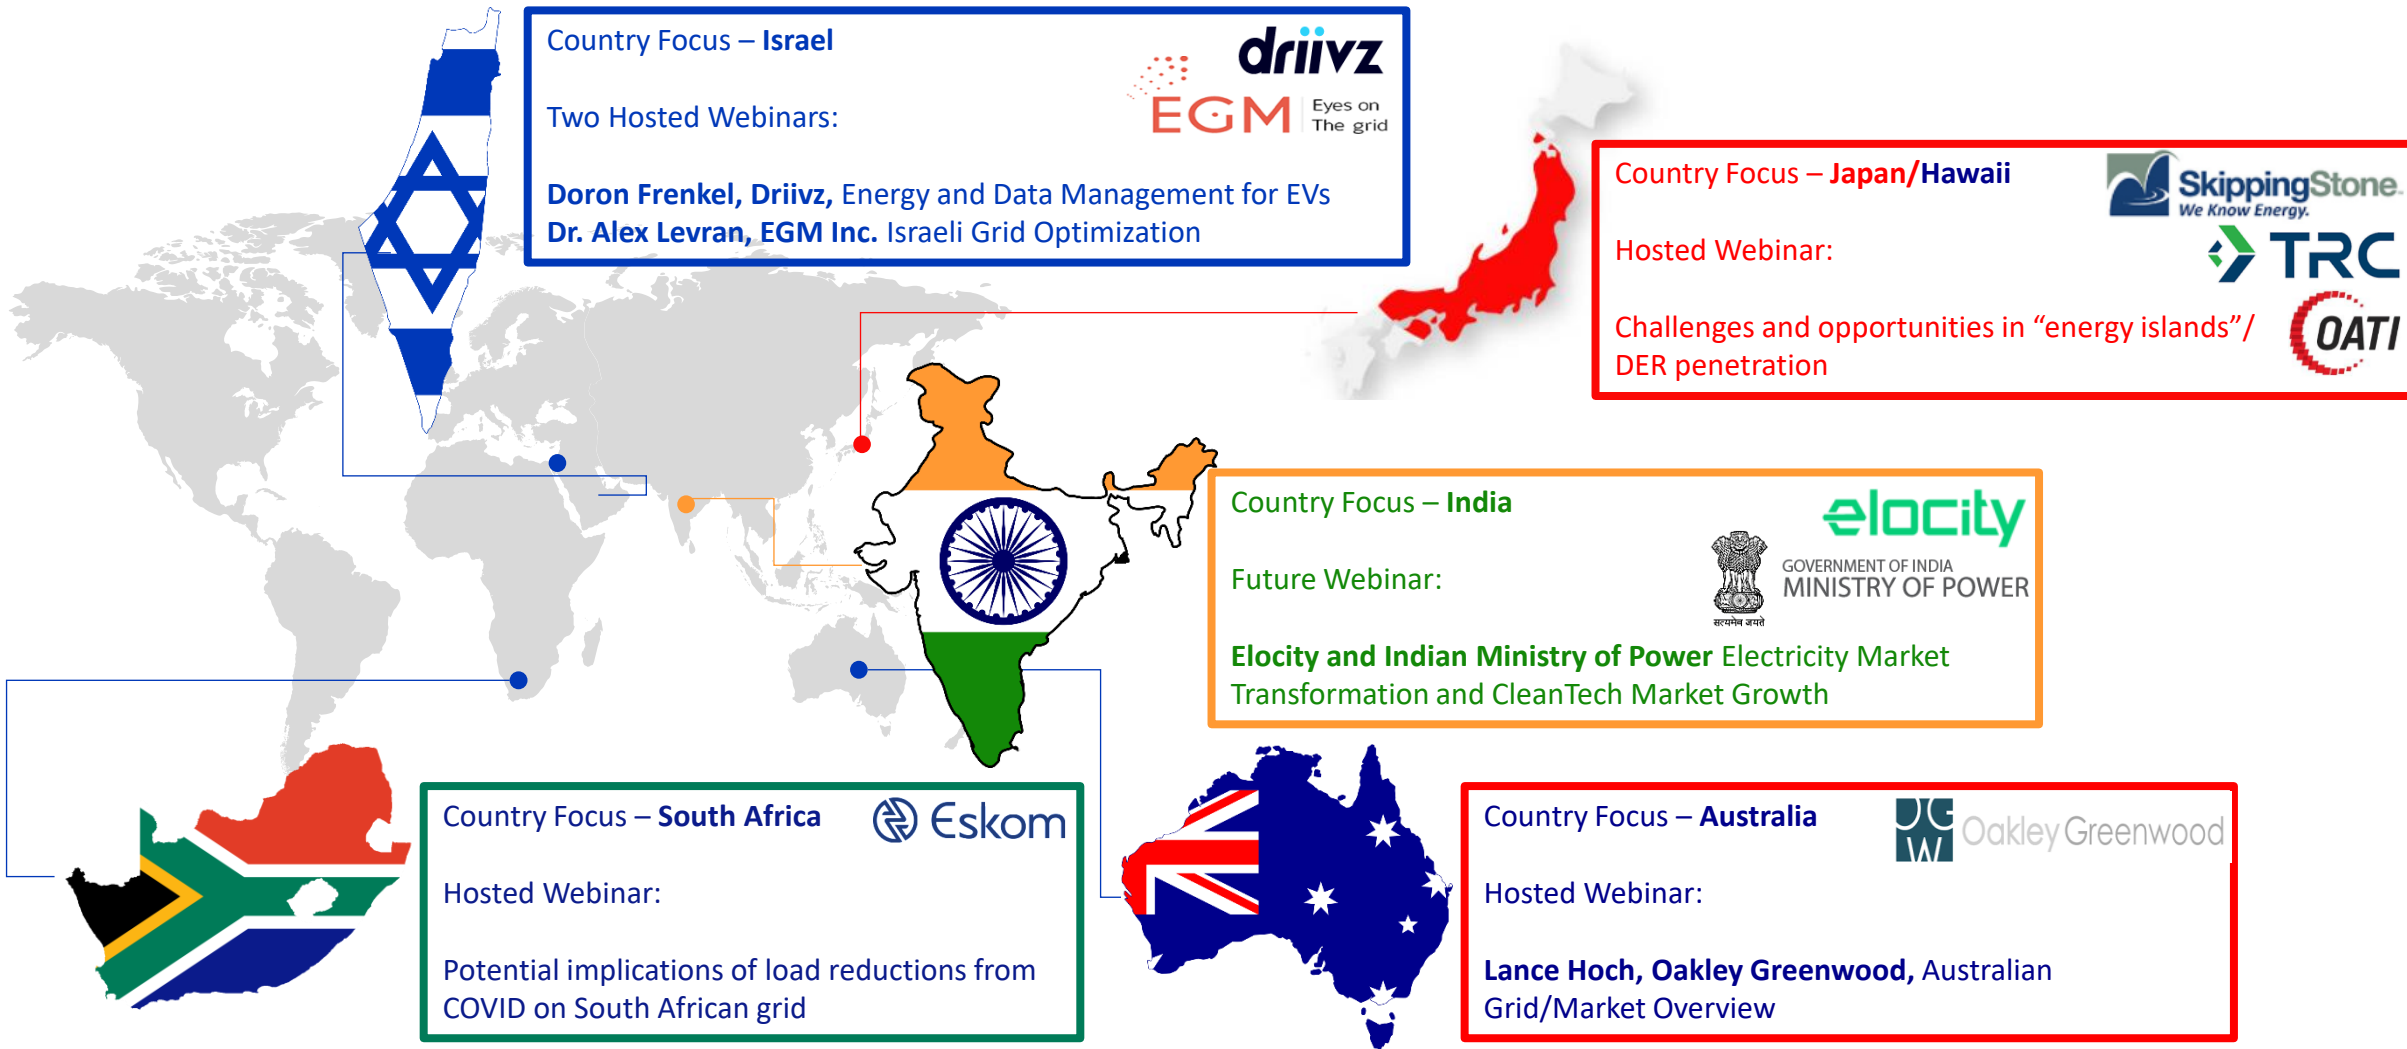 Country Focus – Israel
driivz
EGM
Eyes on
The grid
Two Hosted Webinars:
Doron Frenkel, Driivz, Energy and Data Management for EVs
Dr. Alex Levran, EGM Inc. Israeli Grid Optimization
Country Focus – Japan/Hawaii
SkippingStone
We Know Energy.
TRC
Hosted Webinar:
OATI
Challenges and opportunities in “energy islands”/
DER penetration
Country Focus – India
elocity
Future Webinar:
GOVERNMENT OF INDIA
MINISTRY OF POWER
सत्यमेव जयते
Elocity and Indian Ministry of Power Electricity Market
Transformation and CleanTech Market Growth
Country Focus – South Africa
Eskom
Hosted Webinar:
Potential implications of load reductions from
COVID on South African grid
Country Focus – Australia
OGW
Oakley Greenwood
Hosted Webinar:
Lance Hoch, Oakley Greenwood, Australian
Grid/Market Overview